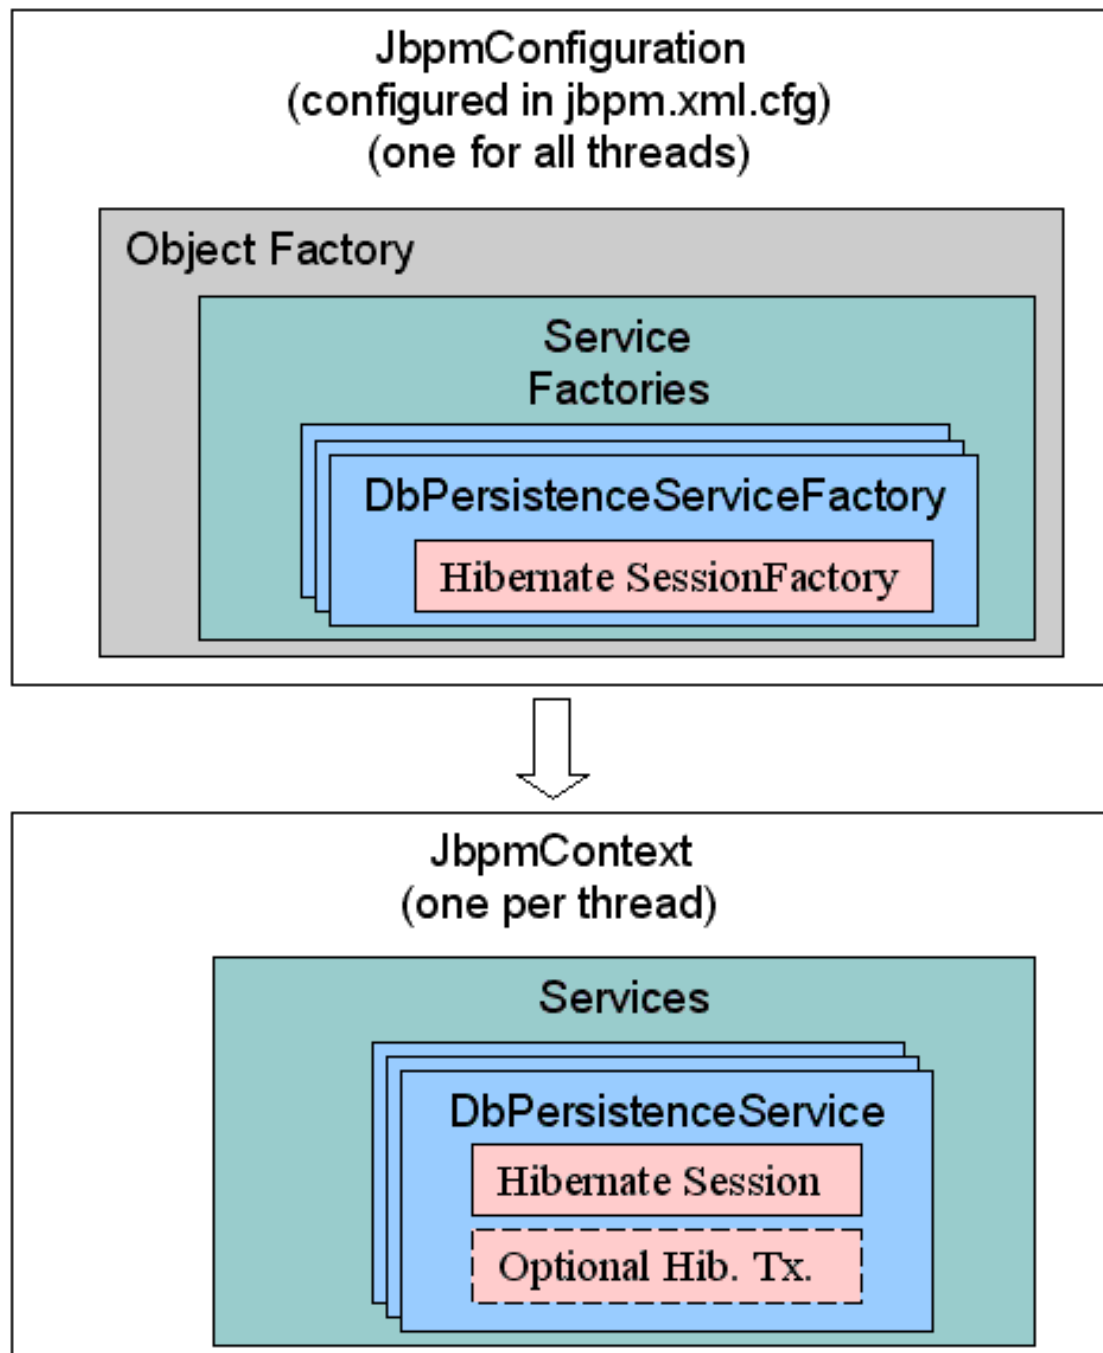 JbpmConfiguration
(configured in jbpm.xml.cfg)
(one for all threads)
Object Factory
Service
Factories
DbPersistenceServiceFactory
Hibernate SessionFactory
JbpmContext
(one per thread)
Services
DbPersistenceService
Hibernate Session
Optional Hib. Tx.